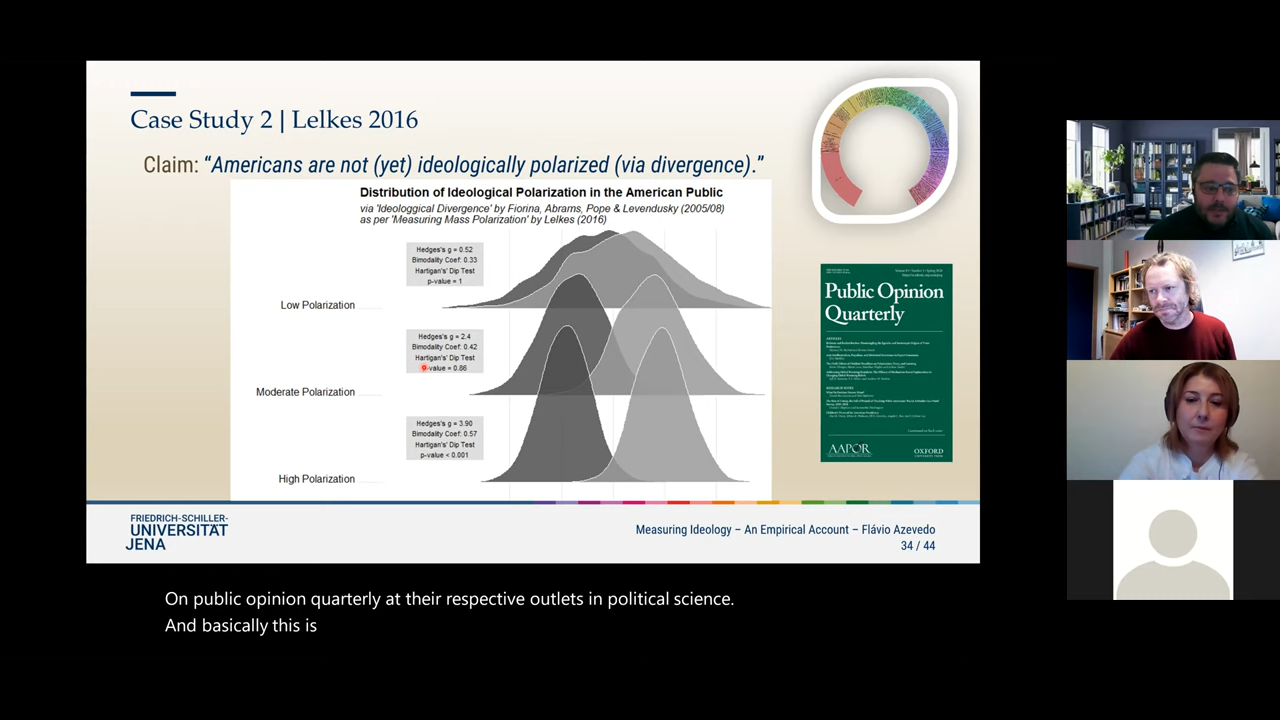 Case Study 2 | Lelkes 2016
Claim: “Americans are not (yet) ideologically polarized (via divergence).”
Distribution of Ideological Polarization in the American Public
via 'Ideologgical Divergence' by Fiorina, Abrams, Pope & Levendusky (2005/08)
as per 'Measuring Mass Polarization' by Lelkes (2016)
Hedges's g = 0.52
Bimodality Coef: 0.33
Hartigan's' Dip Test
p-value = 1
Low Polarization
Hedges's g = 2.4
Bimodality Coef: 0.42
Hartigan's' Dip Test
-value = 0.86
Moderate Polarization
Hedges's g = 3.90
Bimodality Coef: 0.57
Hartigan's' Dip Test
p-value < 0.001
High Polarization
Public Opinion
Quarterly
ARTICLES
RESEARCH NOTES
AAPOR
OXFORD
UNIVERSITY PRESS
FRIEDRICH-SCHILLER-
UNIVERSITÄT
JENA
Measuring Ideology – An Empirical Account – Flávio Azevedo
34 / 44
On public opinion quarterly at their respective outlets in political science.
And basically this is